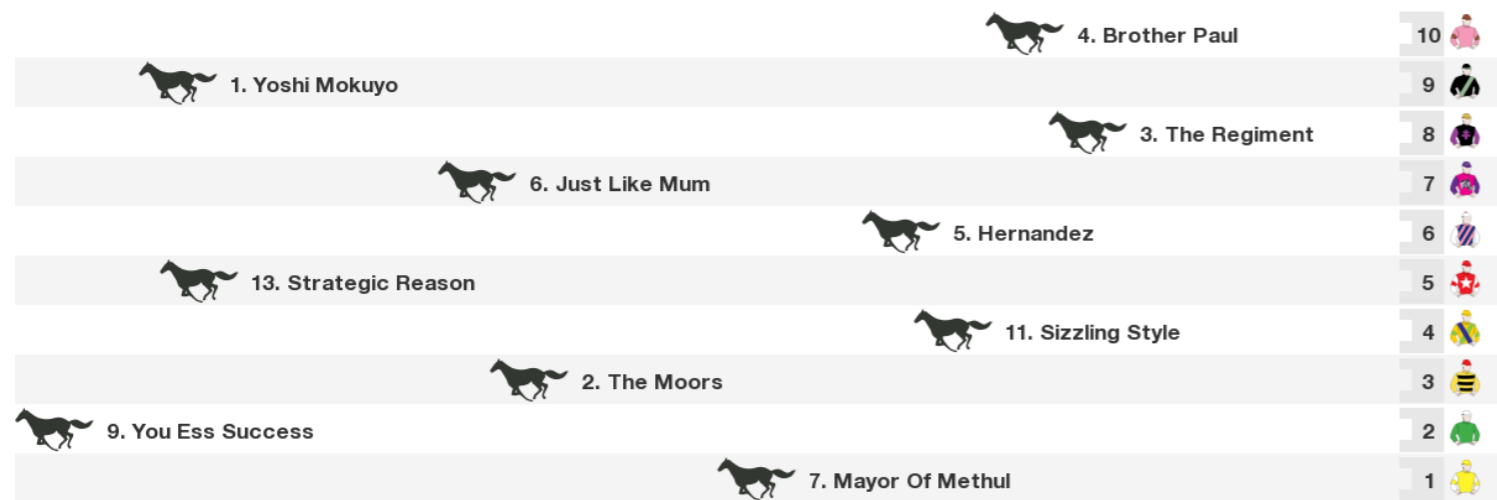 4. Brother Paul 10
1. Yoshi Mokuyo 9
3. The Regiment 8
6. Just Like Mum 7
5. Hernandez 6
13. Strategic Reason 5
11. Sizzling Style 4
2. The Moors 3
9. You Ess Success 2
7. Mayor Of Methul 1